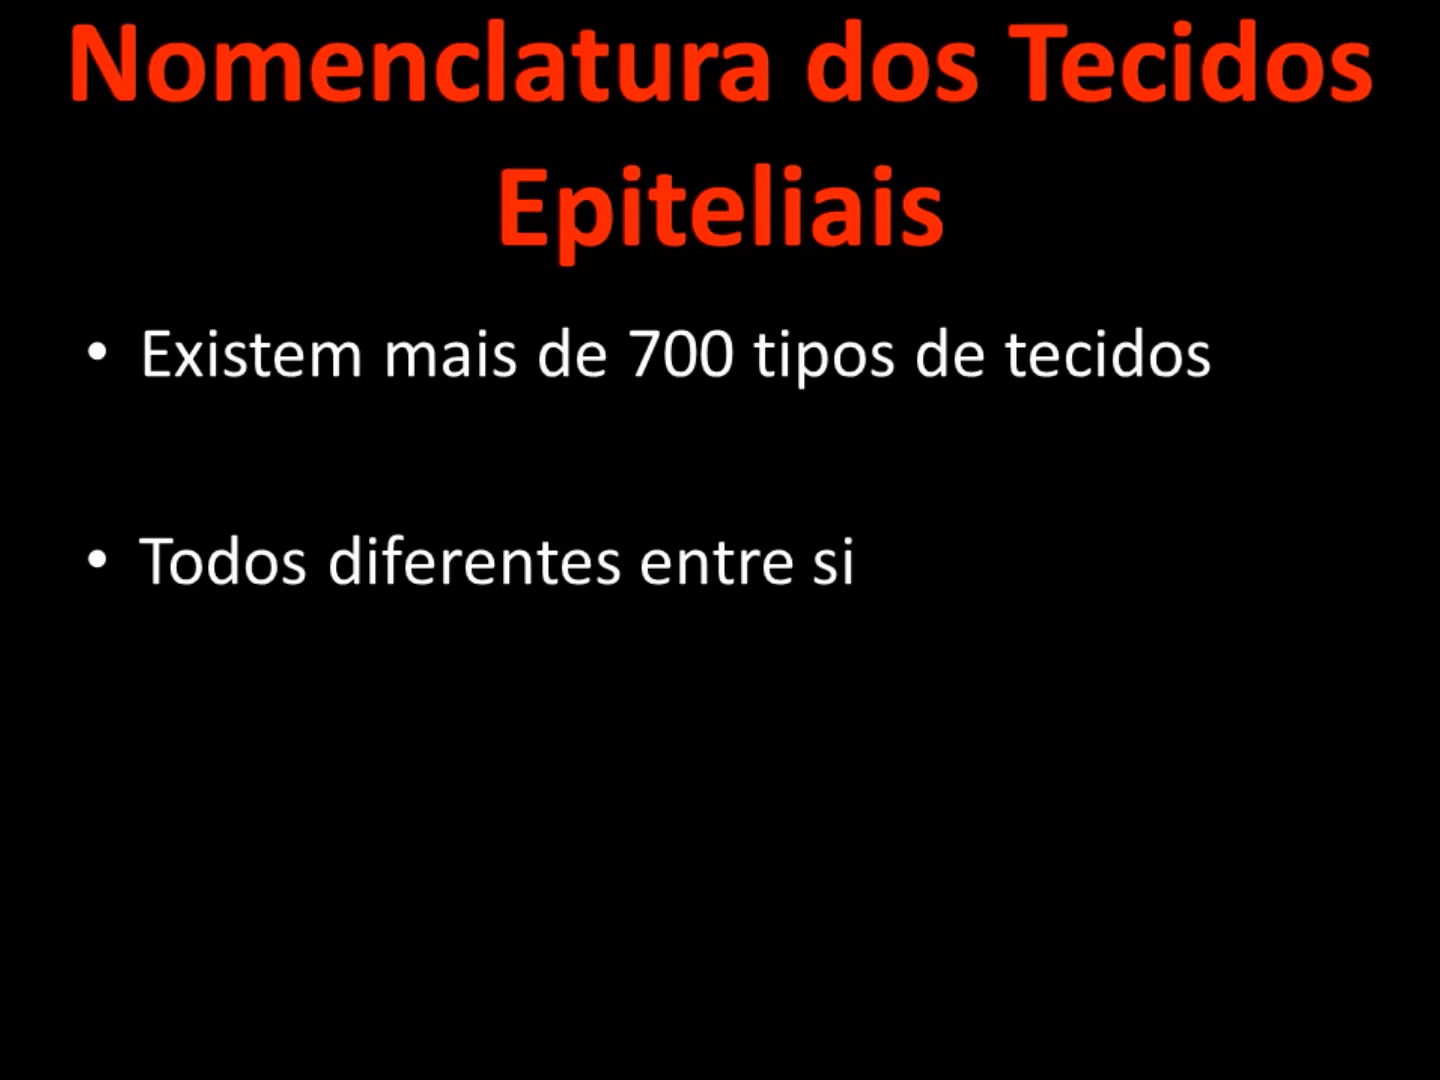 Nomenclatura dos Tecidos
Epiteliais
• Existem mais de 700 tipos de tecidos
• Todos diferentes entre si